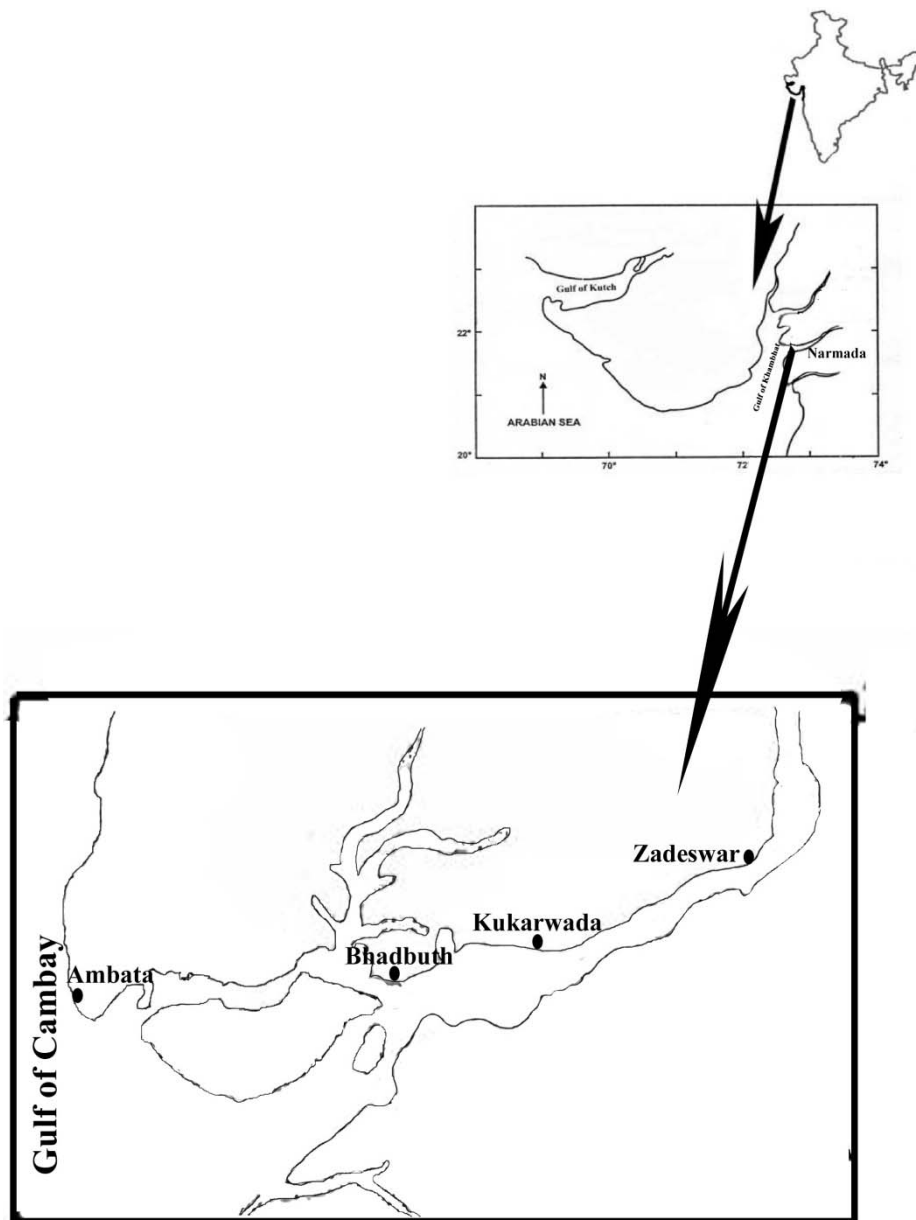 Gulf of Kutch
22°
Gulf of Khambhat
Narmada
N
ARABIAN SEA
20°
70°
72°
74°
Zadeswar
Kukarwada
Bhadbuth
Ambata
Gulf of Cambay